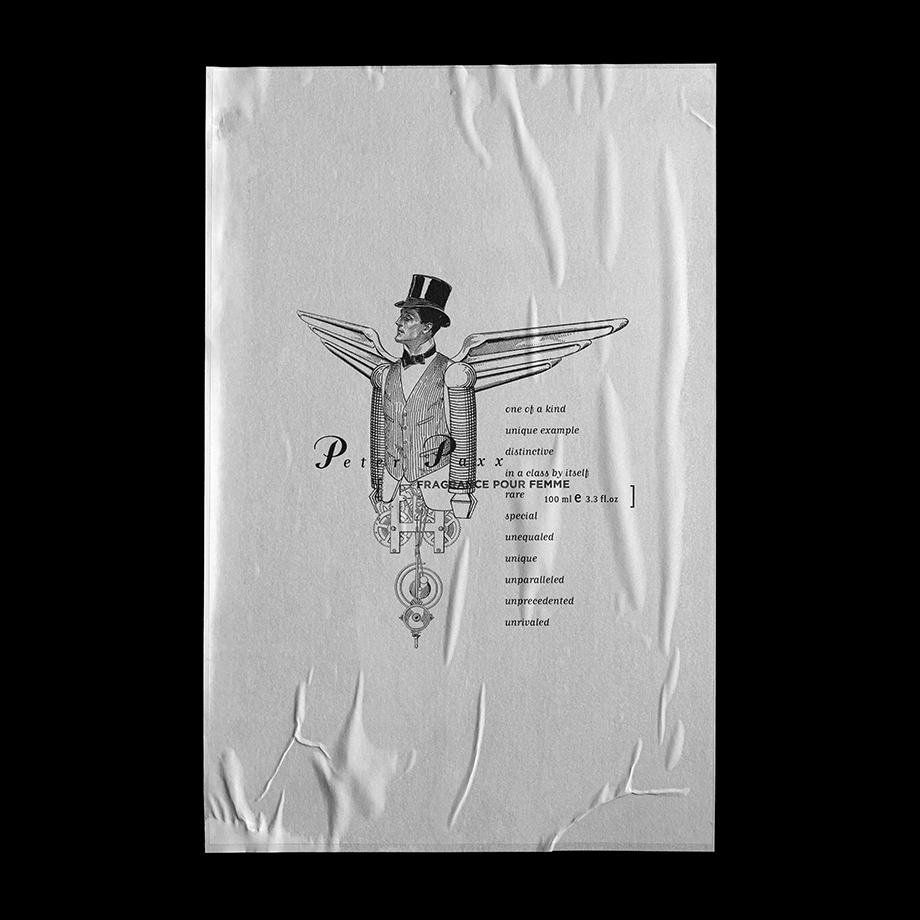 one of a kind
unique example
distinctive
Peter Paxx
in a class by itself
FRAGRANCE POUR FEMME
rare
100 ml e 3.3 fl.oz ]
special
unequaled
unique
unparalleled
unprecedented
unrivaled